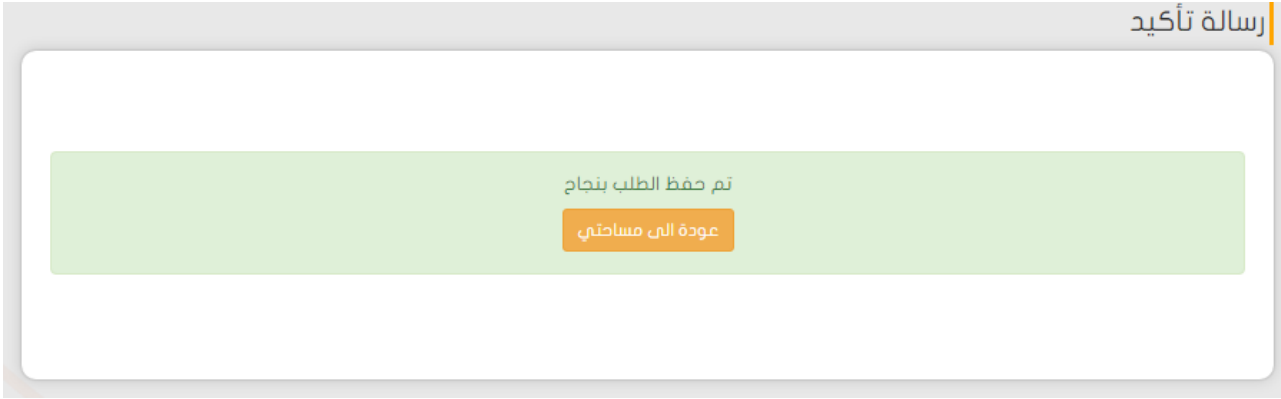 رسالة تأكيد
تم حفظ الطلب بنجاح
عودة الى مساحتي